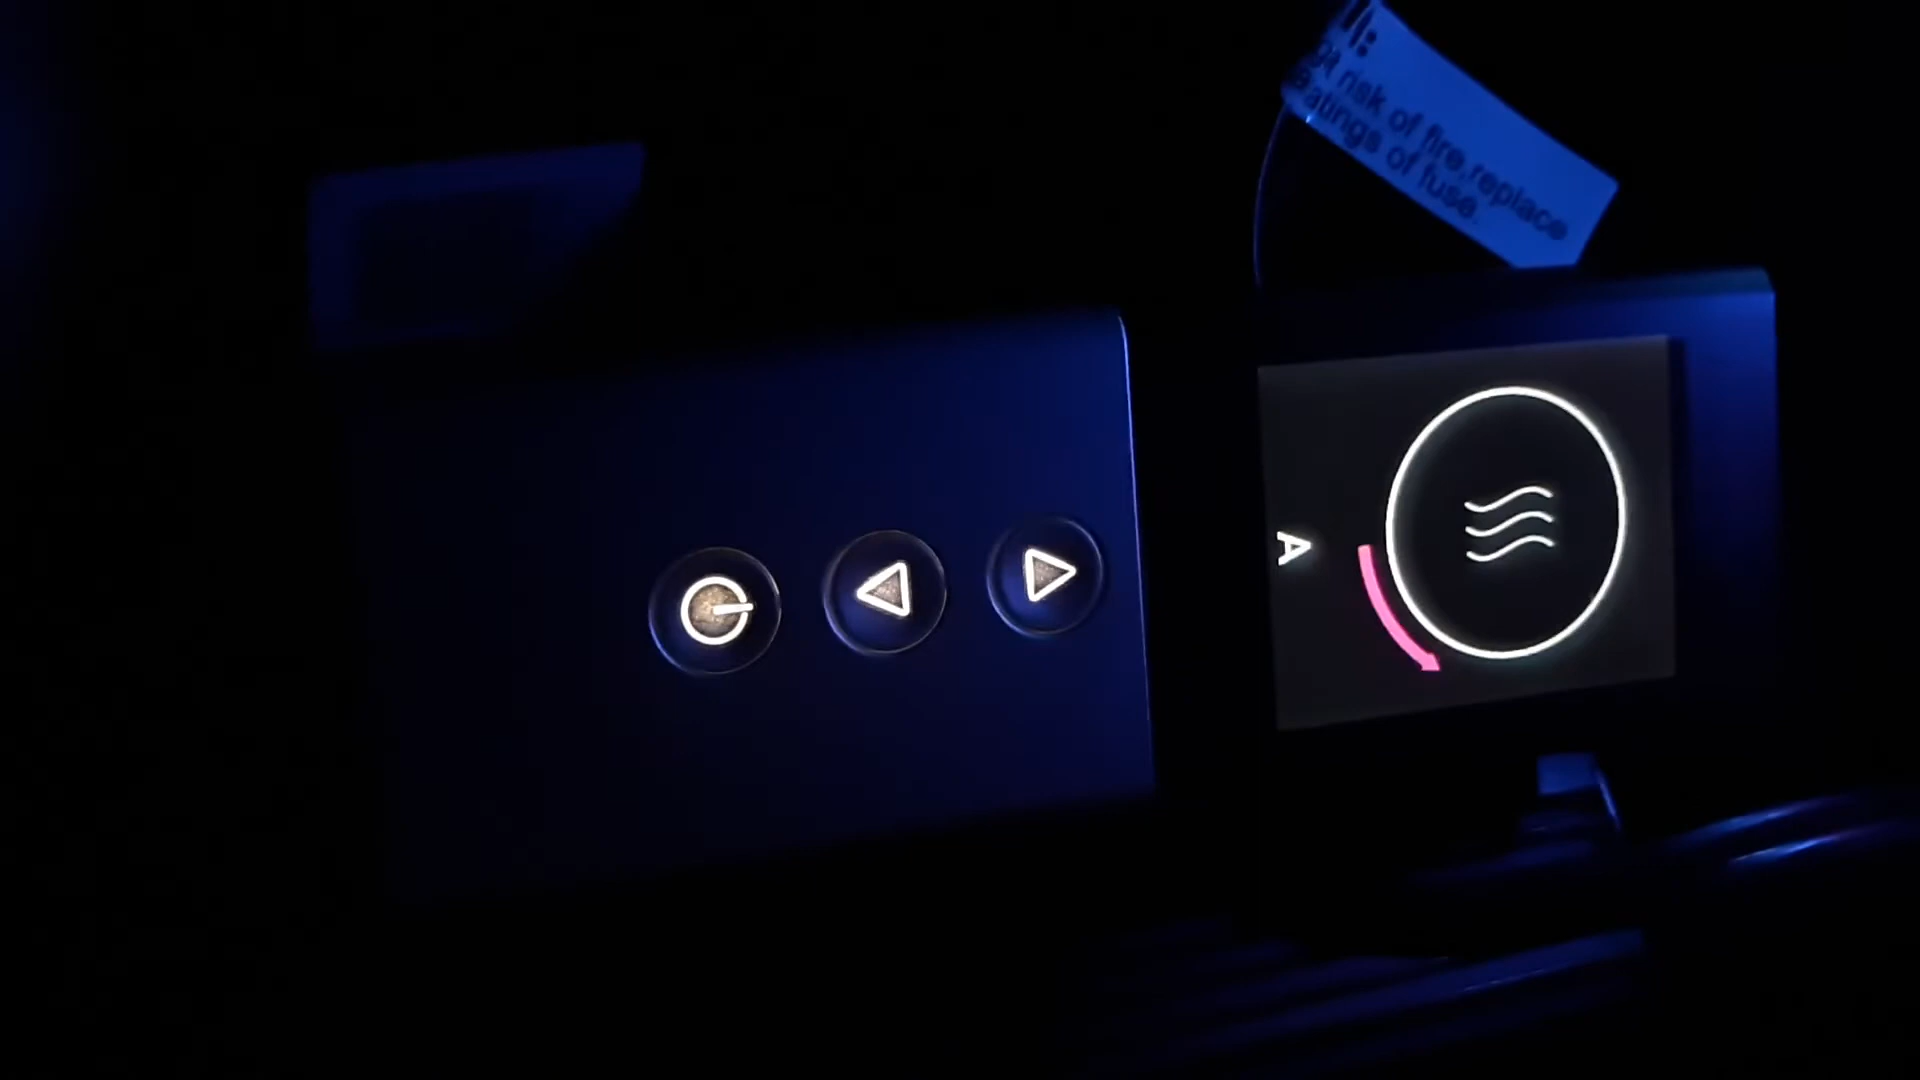 risk of fire,replace
atings of fuse.
A